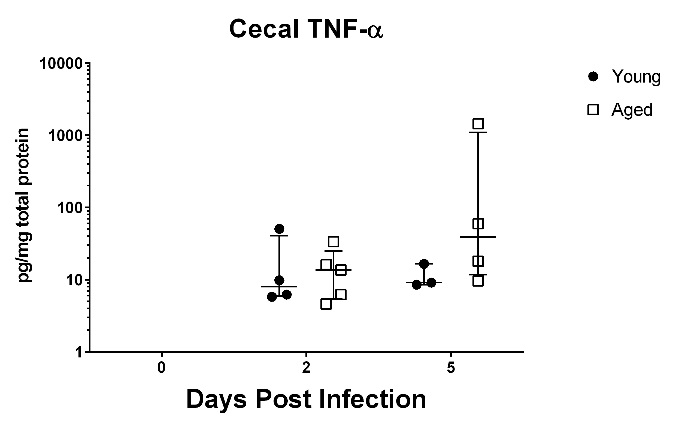 Cecal TNF-α
Young
Aged
pg/mg total protein
10000
1000
100
10
1
0 2 5
Days Post Infection